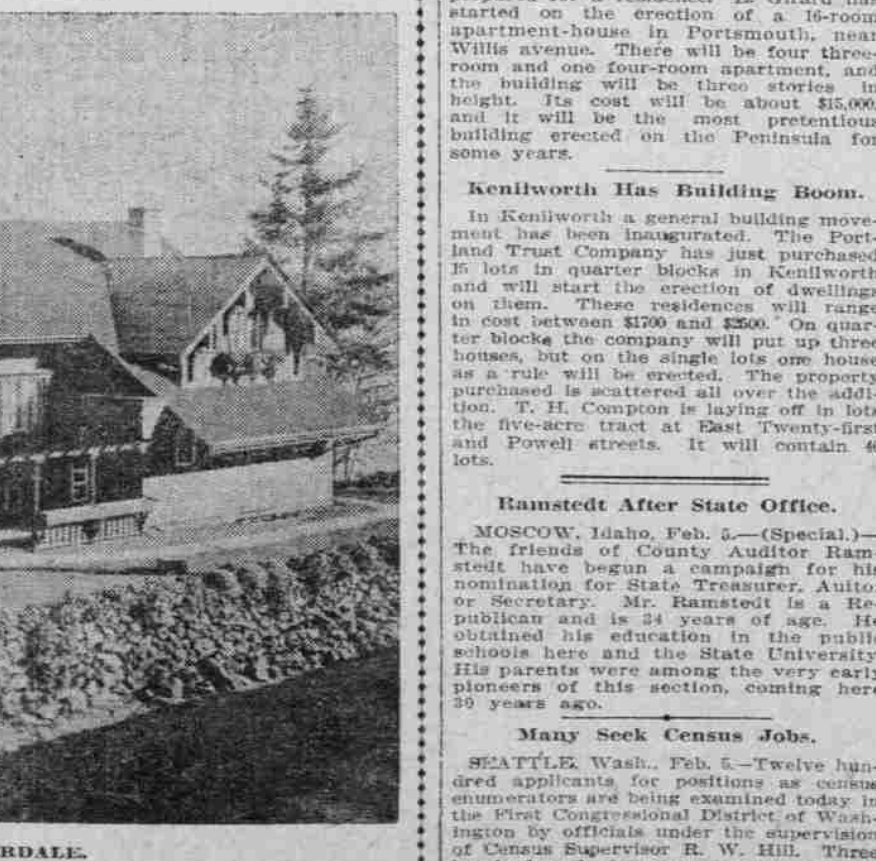 started on the erection of a 16-room
apartment-house in Portsmouth, near
Willis avenue. There will be four three-
room and one four-room apartment, and
the building will be three stories in
height. Its cost will be about $15,000,
and it will be the most pretentious
building erected on the Peninsula for
some years.
Kenilworth Has Building Boom.
In Kenilworth a general building move-
ment has been inaugurated. The Port-
land Trust Company has just purchased
15 lots in quarter blocks in Kenilworth
and will start the erection of dwellings
on them. These residences will range
in cost between $1700 and $2500. On quar-
ter blocks the company will put up three
houses, but on the single lots one house
as a rule will be erected. The property
purchased is scattered all over the addi-
tion. T. H. Compton is laying off in lots
the five-acre tract at East Twenty-first
and Powell streets. It will contain 40
lots.
Ramstedt After State Office.
MOSCOW, Idaho, Feb. 5.—(Special.)—
The friends of County Auditor Ram-
stedt have begun a campaign for his
nomination for State Treasurer, Auitor
or Secretary. Mr. Ramstedt is a Re-
publican and is 34 years of age. He
obtained his education in the public
schools here and the State University.
His parents were among the very early
pioneers of this section, coming here
30 years ago.
Many Seek Census Jobs.
SEATTLE, Wash., Feb. 5.—Twelve hun-
dred applicants for positions as census
enumerators are being examined today in
the First Congressional District of Wash-
ington by officials under the supervision
of Census Supervisor R. W. Hill. Three
RDALE.